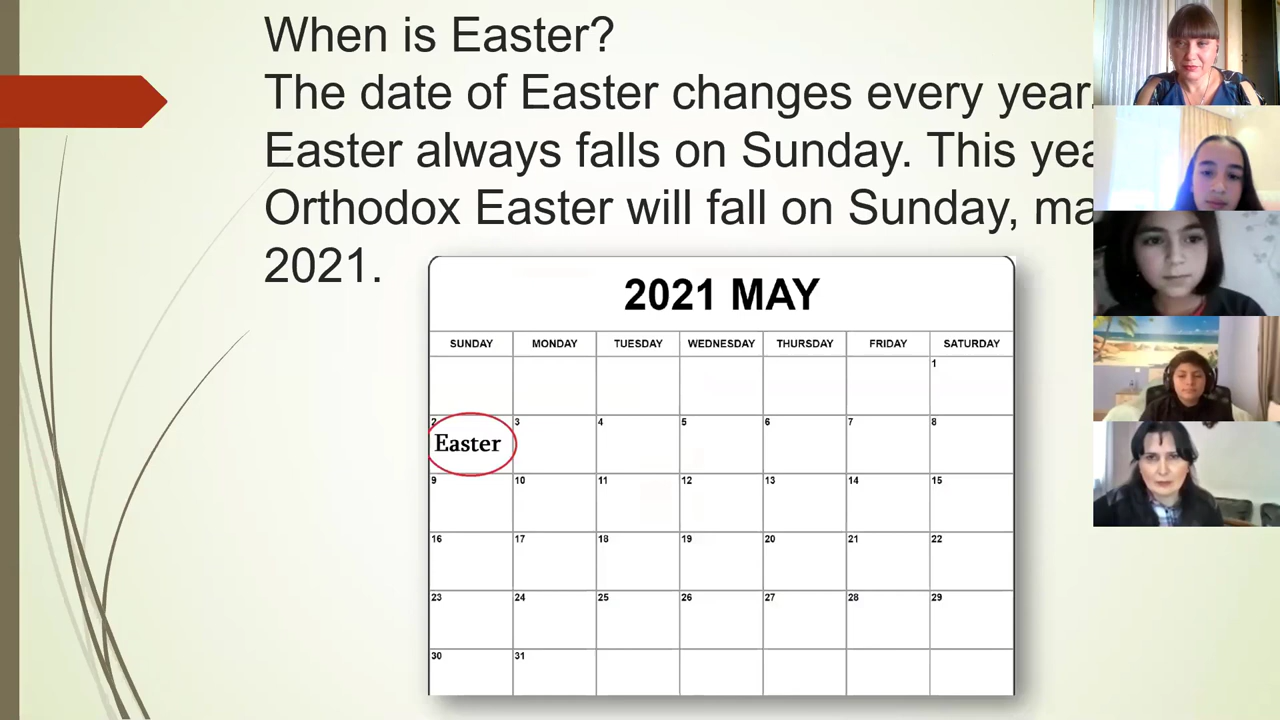 When is Easter?
The date of Easter changes every year.
Easter always falls on Sunday. This
Orthodox Easter will fall on Sunday,
2021.
2021 MAY
SUNDAY MONDAY TUESDAY WEDNESDAY THURSDAY FRIDAY SATURDAY
1
2 3 4 5 6 7 8
Easter
9 10 11 12 13 14 15
16 17 18 19 20 21 22
23 24 25 26 27 28 29
30 31